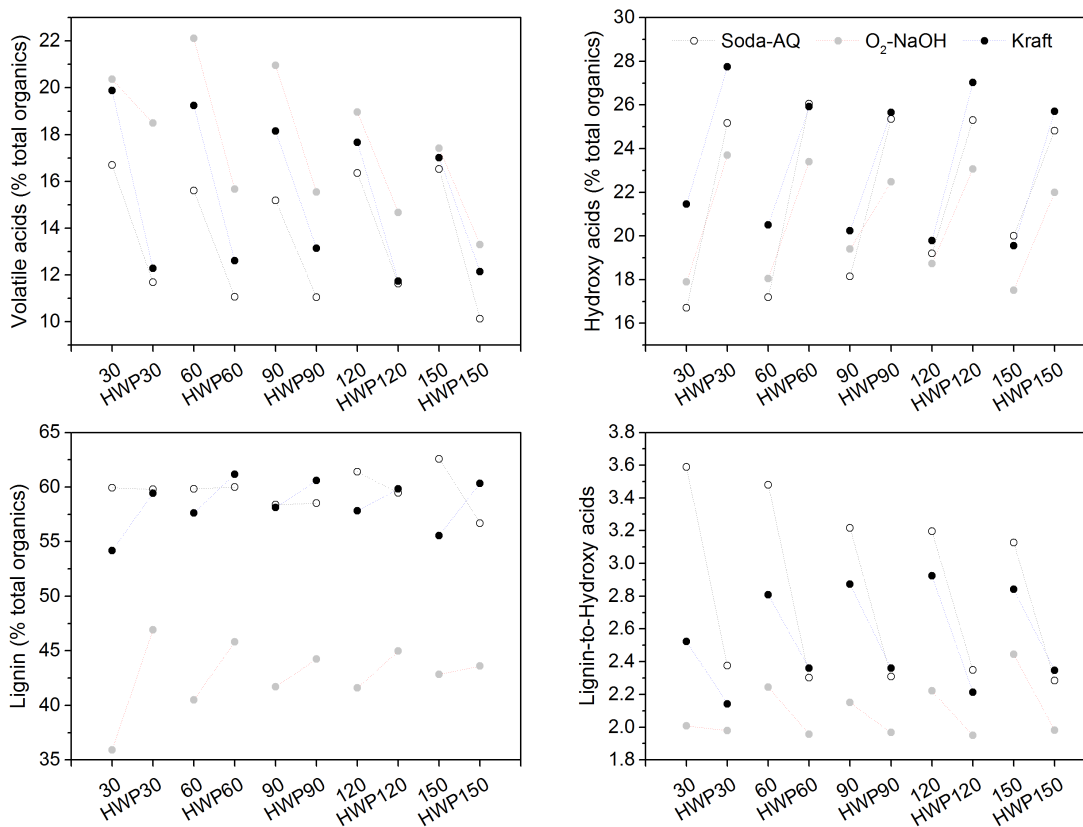 Volatile acids (% total organics)
22
20
18
16
14
12
10
30
HWP30
60
HWP60
90
HWP90
120
HWP120
150
HWP150
Hydroxy acids (% total organics)
30
28
26
24
22
20
18
16
Soda-AQ
O₂-NaOH
Kraft
30
HWP30
60
HWP60
90
HWP90
120
HWP120
150
HWP150
Lignin (% total organics)
65
60
55
50
45
40
35
30
HWP30
60
HWP60
90
HWP90
120
HWP120
150
HWP150
Lignin-to-Hydroxy acids
3.8
3.6
3.4
3.2
3.0
2.8
2.6
2.4
2.2
2.0
1.8
30
HWP30
60
HWP60
90
HWP90
120
HWP120
150
HWP150